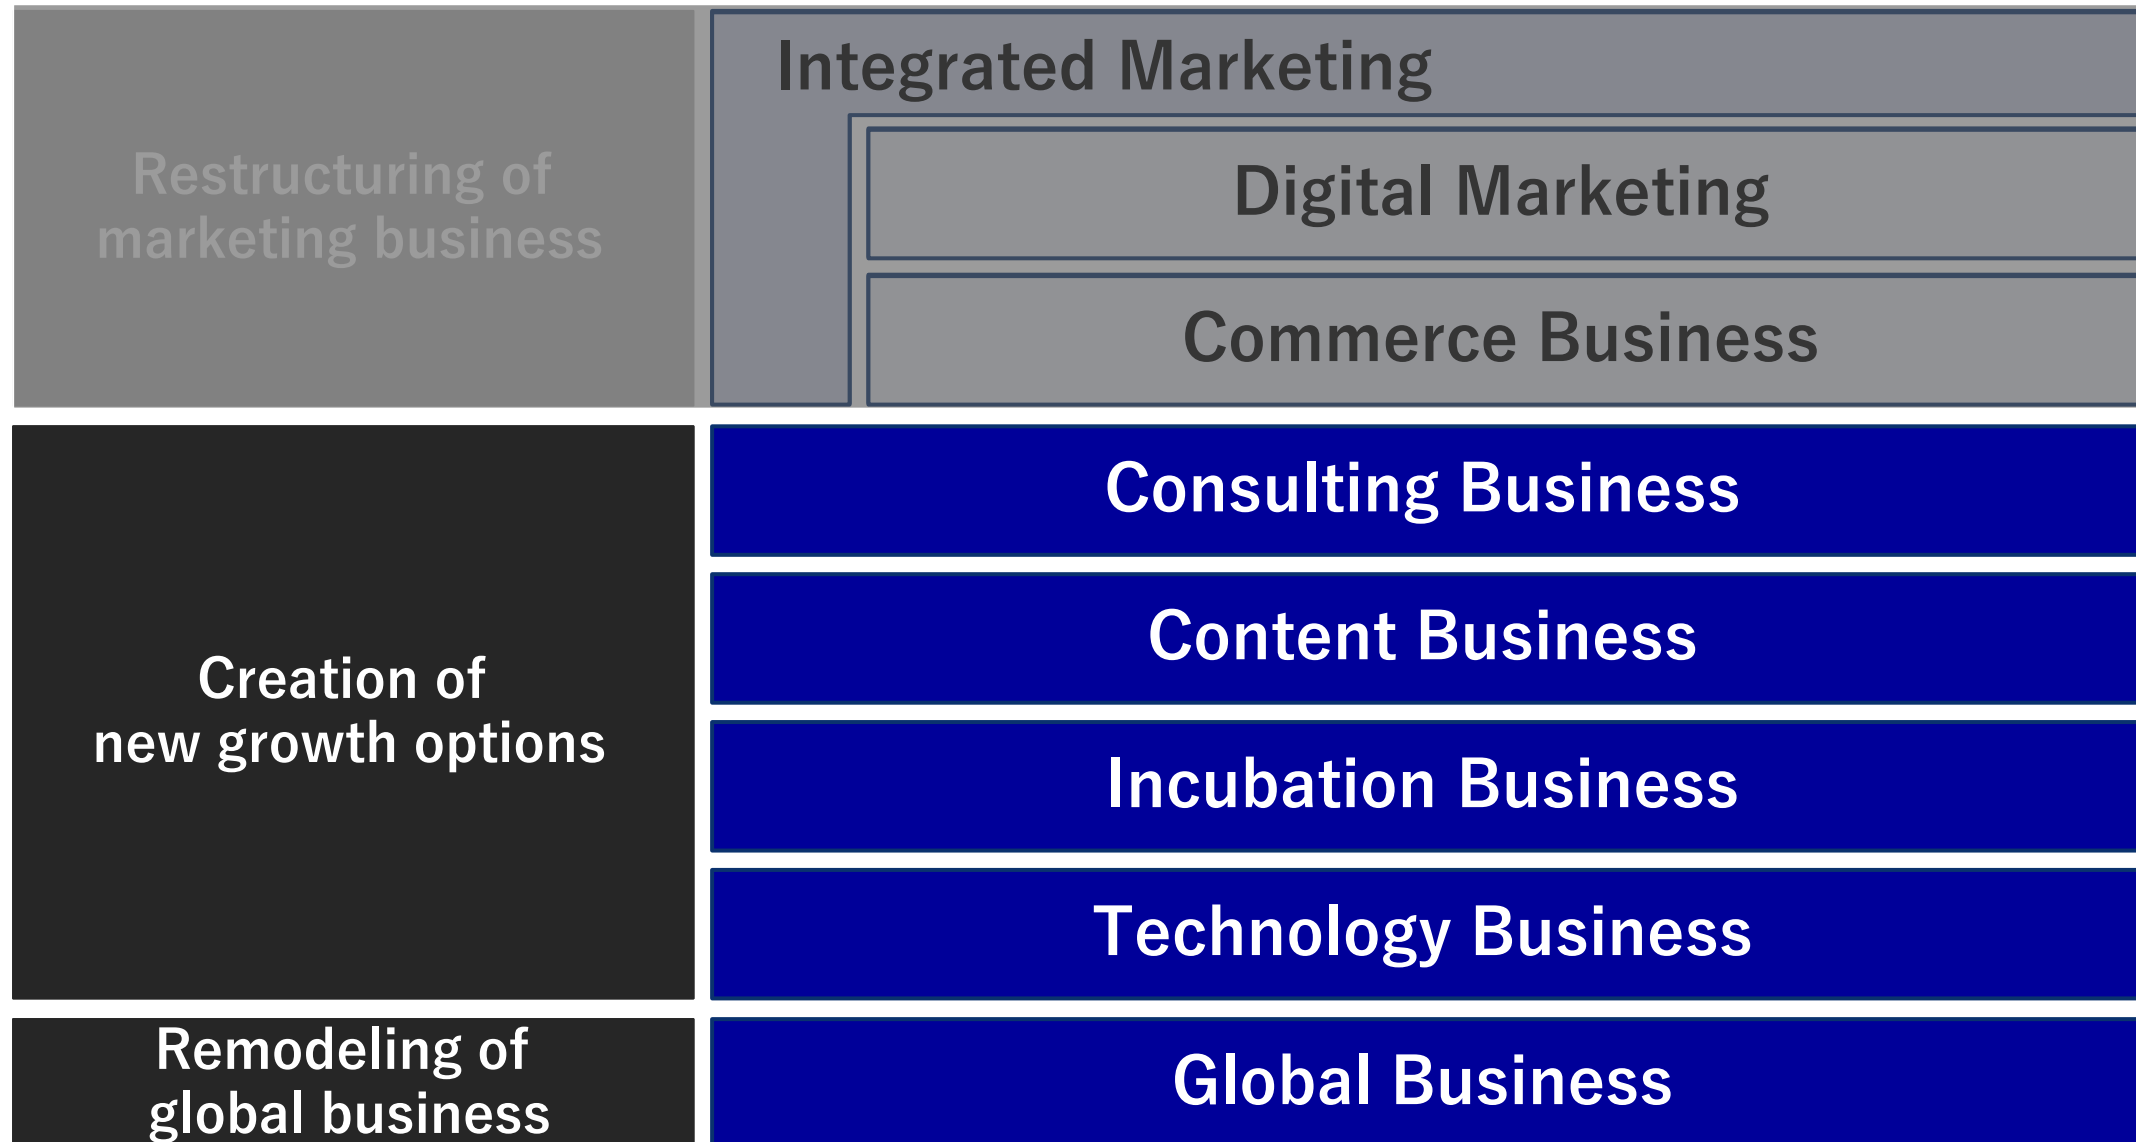 Restructuring of
marketing business
Integrated Marketing
Digital Marketing
Commerce Business
Creation of
new growth options
Consulting Business
Content Business
Incubation Business
Technology Business
Remodeling of
global business
Global Business